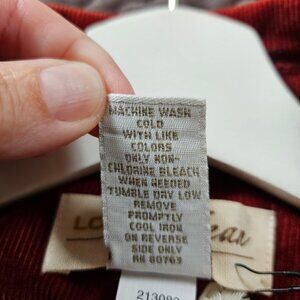 MACHINE WASH
COLD
WITH LIKE
COLORS
ONLY NON-
CHLORINE BLEACH
WHEN NEEDED
TUMBLE DRY LOW
REMOVE
PROMPTLY
COOL IRON
ON REVERSE
SIDE ONLY
RN 80763